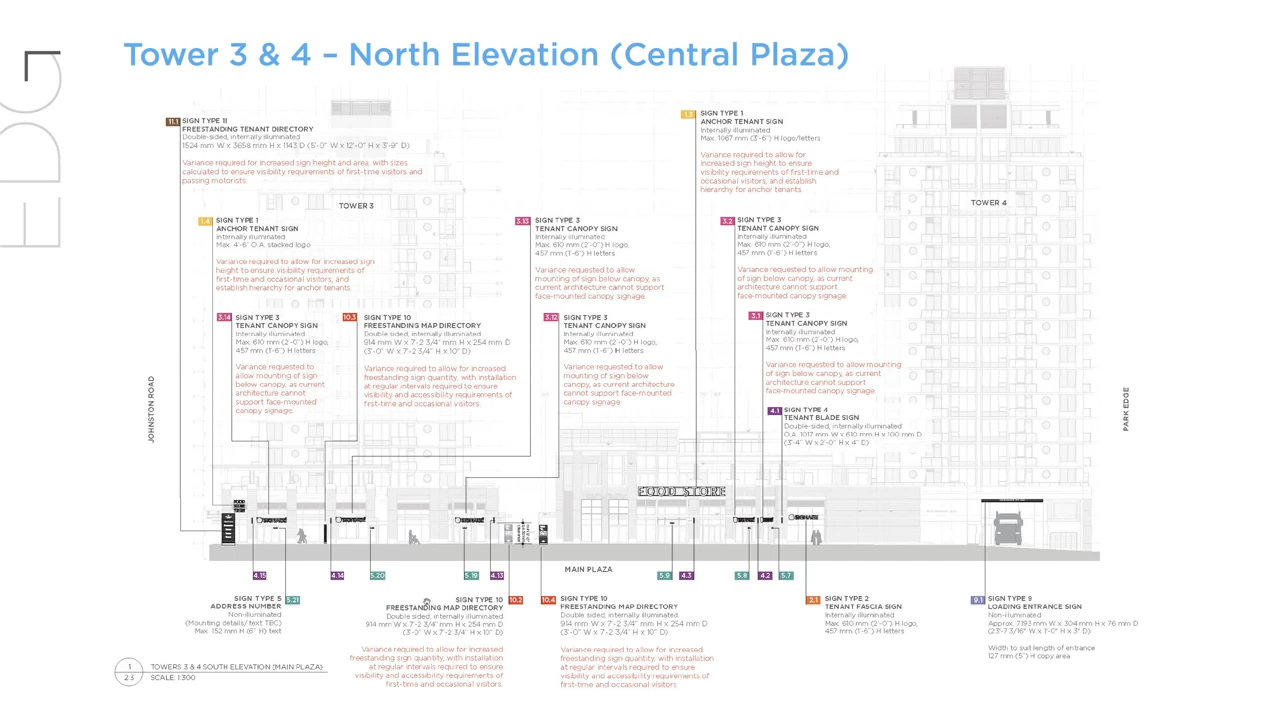 EDG
Tower 3 & 4 – North Elevation (Central Plaza)
11.1 SIGN TYPE 11
FREESTANDING TENANT DIRECTORY
Double-sided, internally illuminated
1524 mm W x 3658 mm H x 1143 D (5'-0" W x 12'-0" H x 3'-9" D)
Variance required for increased sign height and area, with sizes
calculated to ensure visibility requirements of first-time visitors and
passing motorists.
1.3 SIGN TYPE 1
ANCHOR TENANT SIGN
Internally illuminated
Max. 1067 mm (3'-6") H logo/letters
Variance required to allow for
increased sign height to ensure
visibility requirements of first-time and
occasional visitors, and establish
hierarchy for anchor tenants.
TOWER 3
TOWER 4
1.4 SIGN TYPE 1
ANCHOR TENANT SIGN
Internally illuminated
Max. 4'-6" O.A. stacked logo
Variance required to allow for increased sign
height to ensure visibility requirements of
first-time and occasional visitors, and
establish hierarchy for anchor tenants.
3.13 SIGN TYPE 3
TENANT CANOPY SIGN
Internally illuminated
Max. 610 mm (2'-0") H logo,
457 mm (1'-6") H letters
Variance requested to allow
mounting of sign below canopy, as
current architecture cannot support
face-mounted canopy signage.
3.2 SIGN TYPE 3
TENANT CANOPY SIGN
Internally illuminated
Max. 610 mm (2'-0") H logo,
457 mm (1'-6") H letters
Variance requested to allow mounting
of sign below canopy, as current
architecture cannot support
face-mounted canopy signage.
3.14 SIGN TYPE 3
TENANT CANOPY SIGN
Internally illuminated
Max. 610 mm (2'-0") H logo,
457 mm (1'-6") H letters
Variance requested to
allow mounting of sign
below canopy, as current
architecture cannot
support face-mounted
canopy signage.
10.3 SIGN TYPE 10
FREESTANDING MAP DIRECTORY
Double sided, internally illuminated
914 mm W x 7'-2 3/4" mm H x 254 mm D
(3'-0" W x 7'-2 3/4" H x 10" D)
Variance required to allow for increased
freestanding sign quantity, with installation
at regular intervals required to ensure
visibility and accessibility requirements of
first-time and occasional visitors.
3.12 SIGN TYPE 3
TENANT CANOPY SIGN
Internally illuminated
Max. 610 mm (2'-0") H logo,
457 mm (1'-6") H letters
Variance requested to allow
mounting of sign below
canopy, as current architecture
cannot support face-mounted
canopy signage.
3.1 SIGN TYPE 3
TENANT CANOPY SIGN
Internally illuminated
Max. 610 mm (2'-0") H logo,
457 mm (1'-6") H letters
Variance requested to allow mounting
of sign below canopy, as current
architecture cannot support
face-mounted canopy signage.
4.1 SIGN TYPE 4
TENANT BLADE SIGN
Double-sided, internally illuminated
O.A. 1017 mm W x 610 mm H x 100 mm D
(3'-4" W x 2'-0" H x 4" D)
JOHNSTON ROAD
PARK EDGE
FOOD STORE
SIGNAGE
SIGNAGE
SIGNAGE
SIGNAGE
MAIN PLAZA
4.15
4.14
5.20
5.19
4.13
5.9
4.3
5.8
4.2
5.7
SIGN TYPE 5 5.21
ADDRESS NUMBER
Non-illuminated
(Mounting details/ text TBC)
Max. 152 mm H (6" H) text
SIGN TYPE 10 10.2
FREESTANDING MAP DIRECTORY
Double sided, internally illuminated
914 mm W x 7'-2 3/4" mm H x 254 mm D
(3'-0" W x 7'-2 3/4" H x 10" D)
Variance required to allow for increased
freestanding sign quantity, with installation
at regular intervals required to ensure
visibility and accessibility requirements of
first-time and occasional visitors.
10.4 SIGN TYPE 10
FREESTANDING MAP DIRECTORY
Double sided, internally illuminated
914 mm W x 7'-2 3/4" mm H x 254 mm D
(3'-0" W x 7'-2 3/4" H x 10" D)
Variance required to allow for increased
freestanding sign quantity, with installation
at regular intervals required to ensure
visibility and accessibility requirements of
first-time and occasional visitors.
2.1 SIGN TYPE 2
TENANT FASCIA SIGN
Internally illuminated
Max. 610 mm (2'-0") H logo,
457 mm (1'-6") H letters
9.1 SIGN TYPE 9
LOADING ENTRANCE SIGN
Non-illuminated
Approx. 7193 mm W x 304 mm H x 76 mm D
(23'-7 3/16" W x 1'-0" H x 3" D)
Width to suit length of entrance
127 mm (5") H copy area
1
2.3
TOWERS 3 & 4 SOUTH ELEVATION (MAIN PLAZA)
SCALE: 1:300